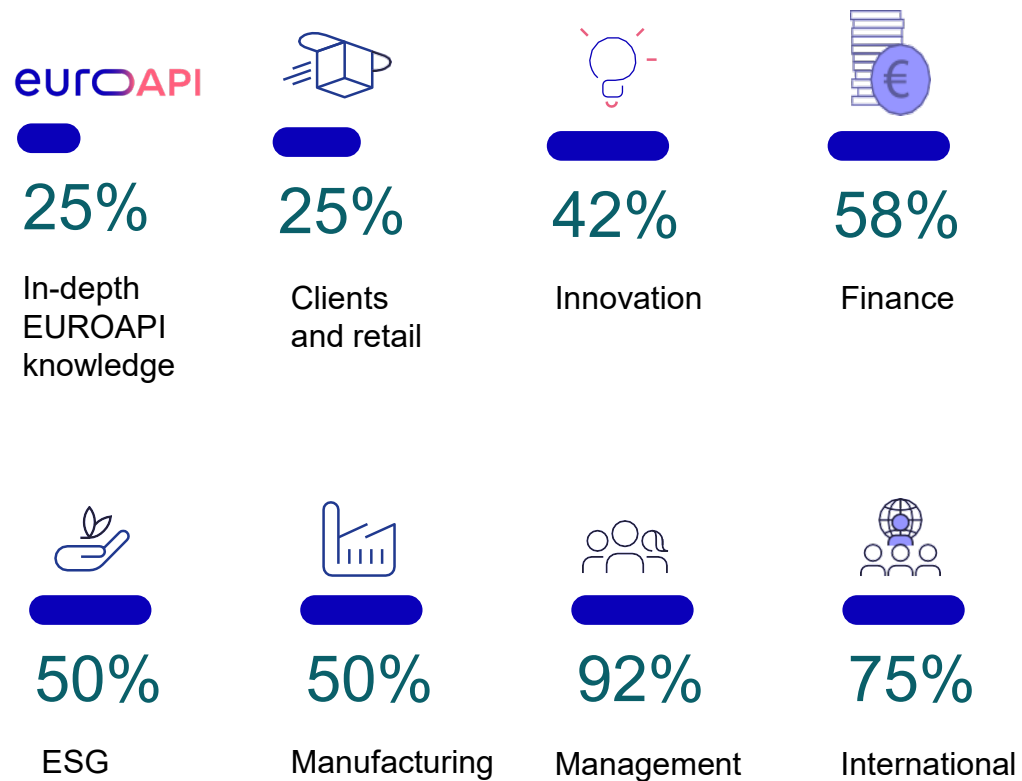 euroAPI
25%
In-depth
EUROAPI
knowledge
25%
Clients
and retail
42%
Innovation
€
58%
Finance
50%
ESG
50%
Manufacturing
92%
Management
75%
International